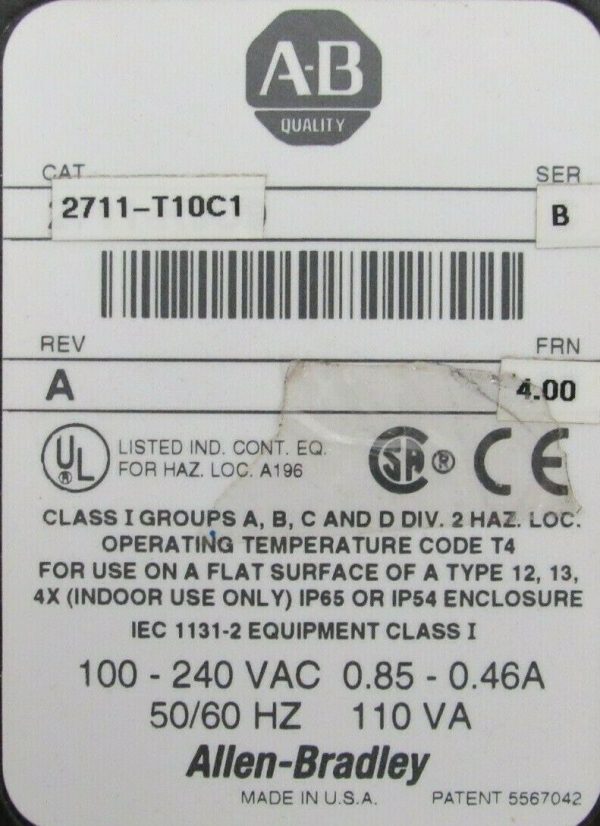 A-B
QUALITY
CAT SER
2711-T10C1 B
REV FRN
A 4.00
UL ® LISTED IND. CONT. EQ.
FOR HAZ. LOC. A196
SA ® CE
CLASS I GROUPS A, B, C AND D DIV. 2 HAZ. LOC.
OPERATING TEMPERATURE CODE T4
FOR USE ON A FLAT SURFACE OF A TYPE 12, 13,
4X (INDOOR USE ONLY) IP65 OR IP54 ENCLOSURE
IEC 1131-2 EQUIPMENT CLASS I
100 - 240 VAC 0.85 - 0.46A
50/60 HZ 110 VA
Allen-Bradley
MADE IN U.S.A. PATENT 5567042